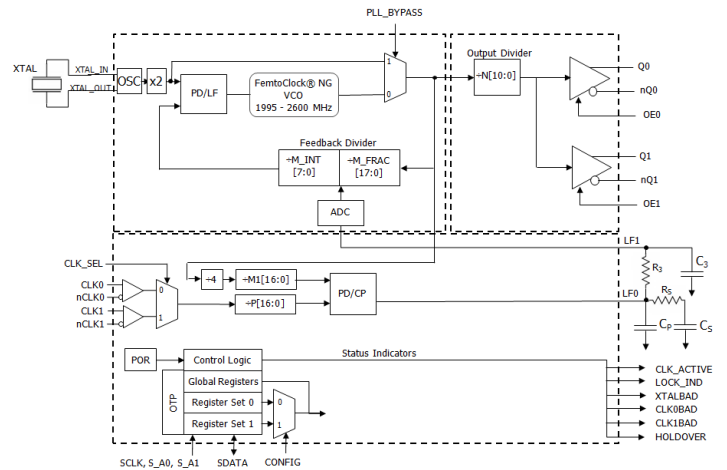 PLL_BYPASS
Output Divider
XTAL
XTAL_IN
XTAL_OUT
OSC
x2
PD/LF
FemtoClock® NG
VCO
1995 - 2600 MHz
1
0
÷N[10:0]
Q0
nQ0
OE0
Q1
nQ1
OE1
Feedback Divider
÷M_INT
[7:0]
÷M_FRAC
[17:0]
ADC
LF1
CLK_SEL
CLK0
nCLK0
CLK1
nCLK1
0
1
÷4
÷M1[16:0]
÷P[16:0]
PD/CP
LF0
R3
C3
RS
CP
CS
POR
Control Logic
Status Indicators
OTP
Global Registers
Register Set 0
Register Set 1
0
1
CLK_ACTIVE
LOCK_IND
XTALBAD
CLK0BAD
CLK1BAD
HOLDOVER
SCLK, S_A0, S_A1
SDATA
CONFIG